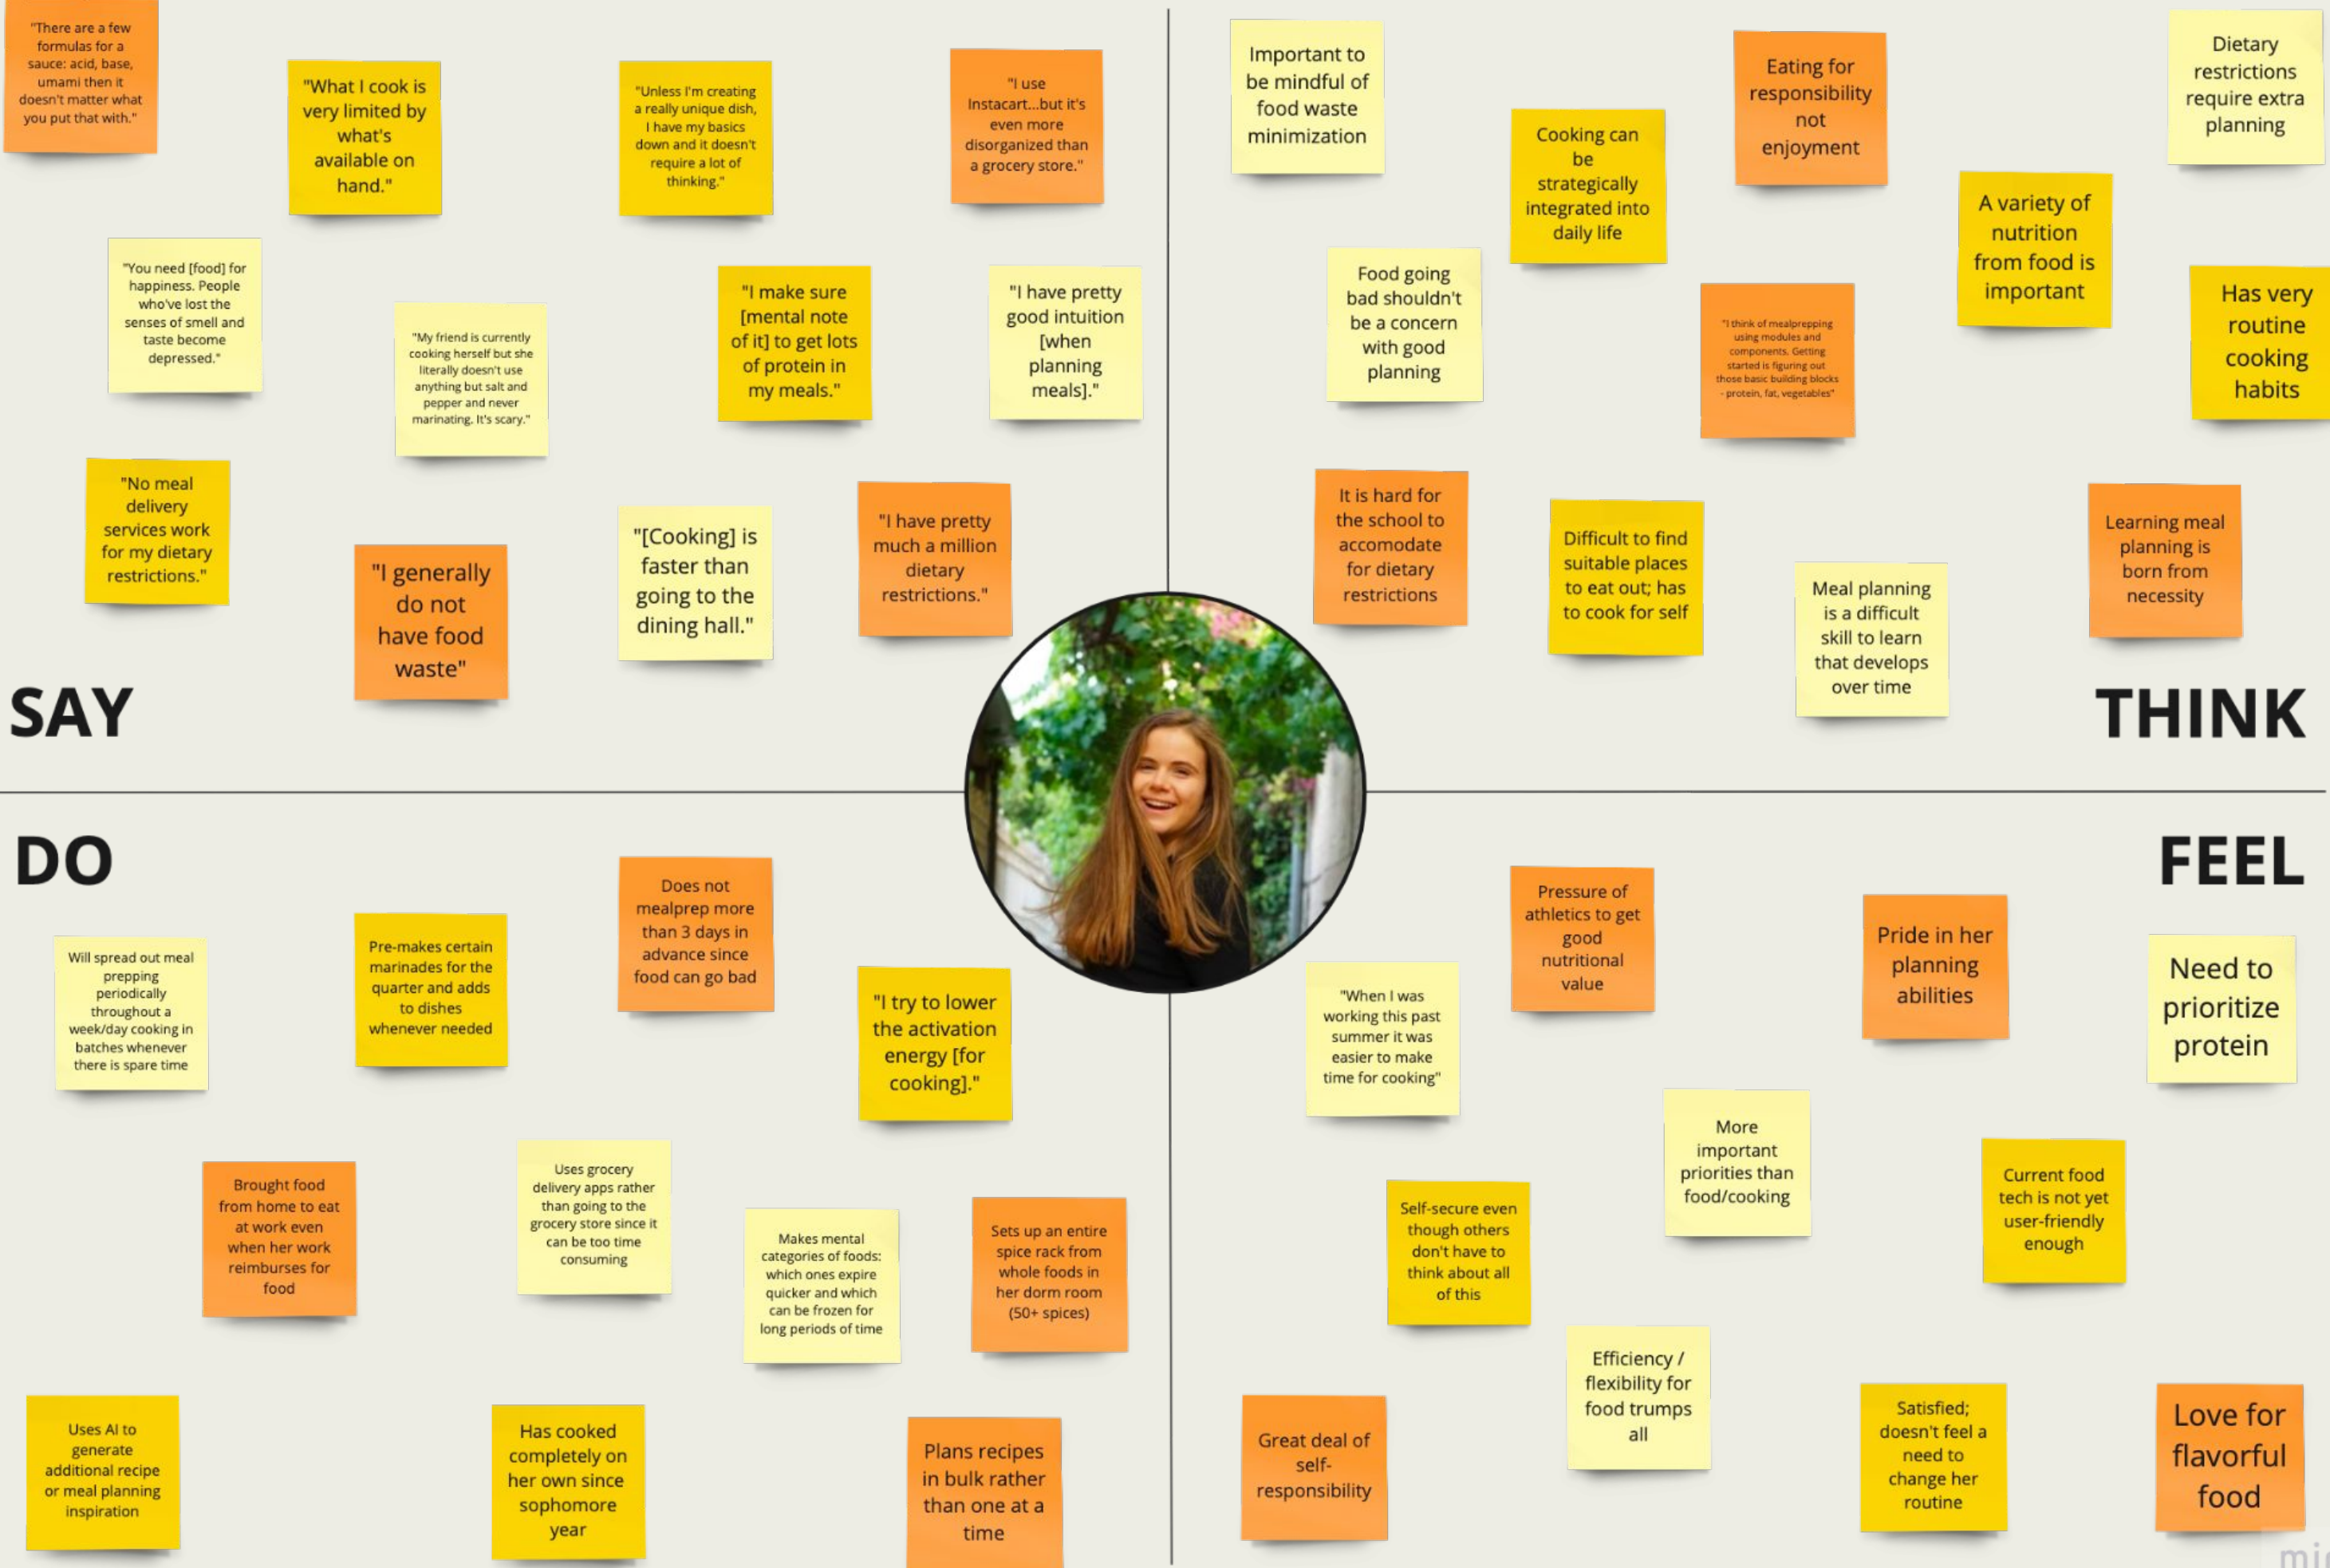 "There are a few
formulas for a
sauce: acid, base,
umami then it
doesn't matter what
you put that with."
"What I cook is
very limited by
what's
available on
hand."
"Unless I'm creating
a really unique dish,
I have my basics
down and it doesn't
require a lot of
thinking."
"I use
Instacart...but it's
even more
disorganized than
a grocery store."
"You need [food] for
happiness. People
who've lost the
senses of smell and
taste become
depressed."
"My friend is currently
cooking herself but she
literally doesn't use
anything but salt and
pepper and never
marinating. It's scary."
"I make sure
[mental note
of it] to get lots
of protein in
my meals."
"I have pretty
good intuition
[when
planning
meals]."
"No meal
delivery
services work
for my dietary
restrictions."
"I generally
do not
have food
waste"
"[Cooking] is
faster than
going to the
dining hall."
"I have pretty
much a million
dietary
restrictions."
SAY
Important to
be mindful of
food waste
minimization
Cooking can
be
strategically
integrated into
daily life
Eating for
responsibility
not
enjoyment
Dietary
restrictions
require extra
planning
A variety of
nutrition
from food is
important
Food going
bad shouldn't
be a concern
with good
planning
"I think of mealprepping
using modules and
components. Getting
started is figuring out
those basic building blocks
- protein, fat, vegetables"
Has very
routine
cooking
habits
It is hard for
the school to
accomodate
for dietary
restrictions
Difficult to find
suitable places
to eat out; has
to cook for self
Meal planning
is a difficult
skill to learn
that develops
over time
Learning meal
planning is
born from
necessity
THINK
DO
Will spread out meal
prepping
periodically
throughout a
week/day cooking in
batches whenever
there is spare time
Pre-makes certain
marinades for the
quarter and adds
to dishes
whenever needed
Does not
mealprep more
than 3 days in
advance since
food can go bad
"I try to lower
the activation
energy [for
cooking]."
Brought food
from home to eat
at work even
when her work
reimburses for
food
Uses grocery
delivery apps rather
than going to the
grocery store since it
can be too time
consuming
Makes mental
categories of foods:
which ones expire
quicker and which
can be frozen for
long periods of time
Sets up an entire
spice rack from
whole foods in
her dorm room
(50+ spices)
Uses AI to
generate
additional recipe
or meal planning
inspiration
Has cooked
completely on
her own since
sophomore
year
Plans recipes
in bulk rather
than one at a
time
FEEL
Pressure of
athletics to get
good
nutritional
value
Pride in her
planning
abilities
Need to
prioritize
protein
"When I was
working this past
summer it was
easier to make
time for cooking"
More
important
priorities than
food/cooking
Current food
tech is not yet
user-friendly
enough
Self-secure even
though others
don't have to
think about all
of this
Efficiency /
flexibility for
food trumps
all
Great deal of
self-
responsibility
Satisfied;
doesn't feel a
need to
change her
routine
Love for
flavorful
food